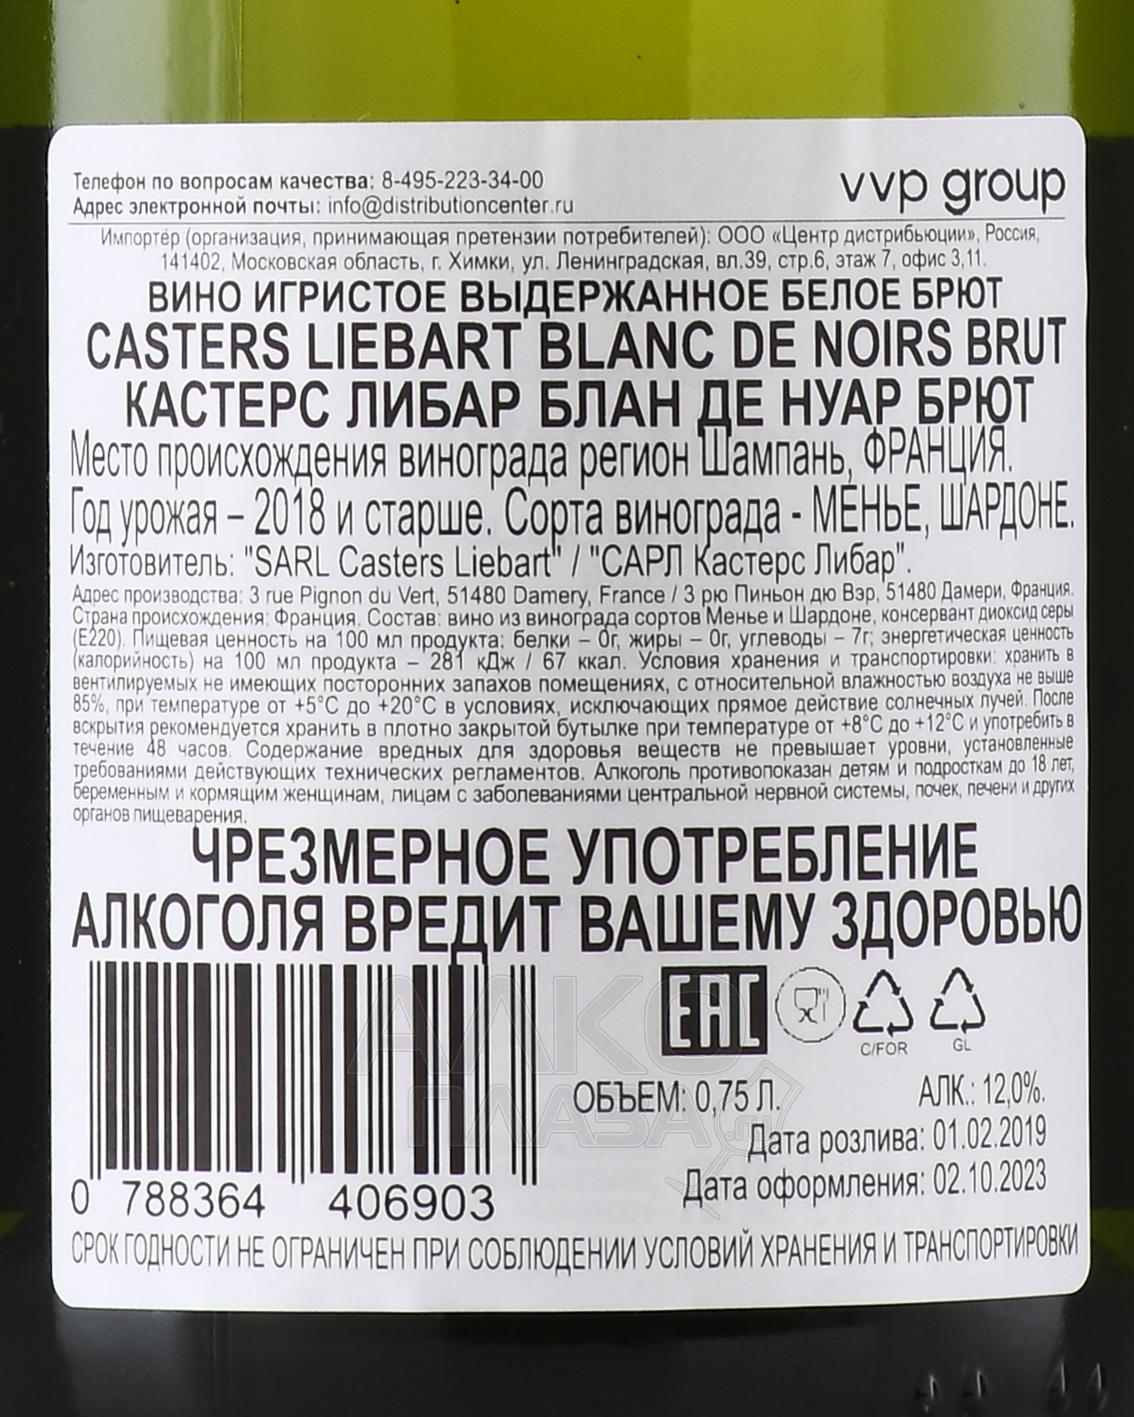 Телефон по вопросам качества: 8-495-223-34-00
Адрес электронной почты: info@distributioncenter.ru
vvp group
Импортёр (организация, принимающая претензии потребителей): ООО «Центр дистрибьюции», Россия,
141402, Московская область, г. Химки, ул. Ленинградская, вл.39, стр.6, этаж 7, офис 3,11.
ВИНО ИГРИСТОЕ ВЫДЕРЖАННОЕ БЕЛОЕ БРЮТ
CASTERS LIEBART BLANC DE NOIRS BRUT
КАСТЕРС ЛИБАР БЛАН ДЕ НУАР БРЮТ
Место происхождения винограда регион Шампань, ФРАНЦИЯ.
Год урожая – 2018 и старше. Сорта винограда - МЕНЬЕ, ШАРДОНЕ.
Изготовитель: "SARL Casters Liebart" / "САРЛ Кастерс Либар".
Адрес производства: 3 rue Pignon du Vert, 51480 Damery, France / 3 рю Пиньон дю Вэр, 51480 Дамери, Франция.
Страна происхождения: Франция. Состав: вино из винограда сортов Менье и Шардоне, консервант диоксид серы
(Е220). Пищевая ценность на 100 мл продукта: белки – 0г, жиры – 0г, углеводы – 7г; энергетическая ценность
(калорийность) на 100 мл продукта – 281 кДж / 67 ккал. Условия хранения и транспортировки: хранить в
вентилируемых не имеющих посторонних запахов помещениях, с относительной влажностью воздуха не выше
85%, при температуре от +5°С до +20°С в условиях, исключающих прямое действие солнечных лучей. После
вскрытия рекомендуется хранить в плотно закрытой бутылке при температуре от +8°С до +12°С и употребить в
течение 48 часов. Содержание вредных для здоровья веществ не превышает уровни, установленные
требованиями действующих технических регламентов. Алкоголь противопоказан детям и подросткам до 18 лет,
беременным и кормящим женщинам, лицам с заболеваниями центральной нервной системы, почек, печени и других
органов пищеварения.
ЧРЕЗМЕРНОЕ УПОТРЕБЛЕНИЕ
АЛКОГОЛЯ ВРЕДИТ ВАШЕМУ ЗДОРОВЬЮ
EAC
C/FOR
GL
АЛКО
ПЛАЗА.ru
ОБЪЕМ: 0,75 Л.
АЛК.: 12,0%.
Дата розлива: 01.02.2019
Дата оформления: 02.10.2023
0 788364 406903
СРОК ГОДНОСТИ НЕ ОГРАНИЧЕН ПРИ СОБЛЮДЕНИИ УСЛОВИЙ ХРАНЕНИЯ И ТРАНСПОРТИРОВКИ